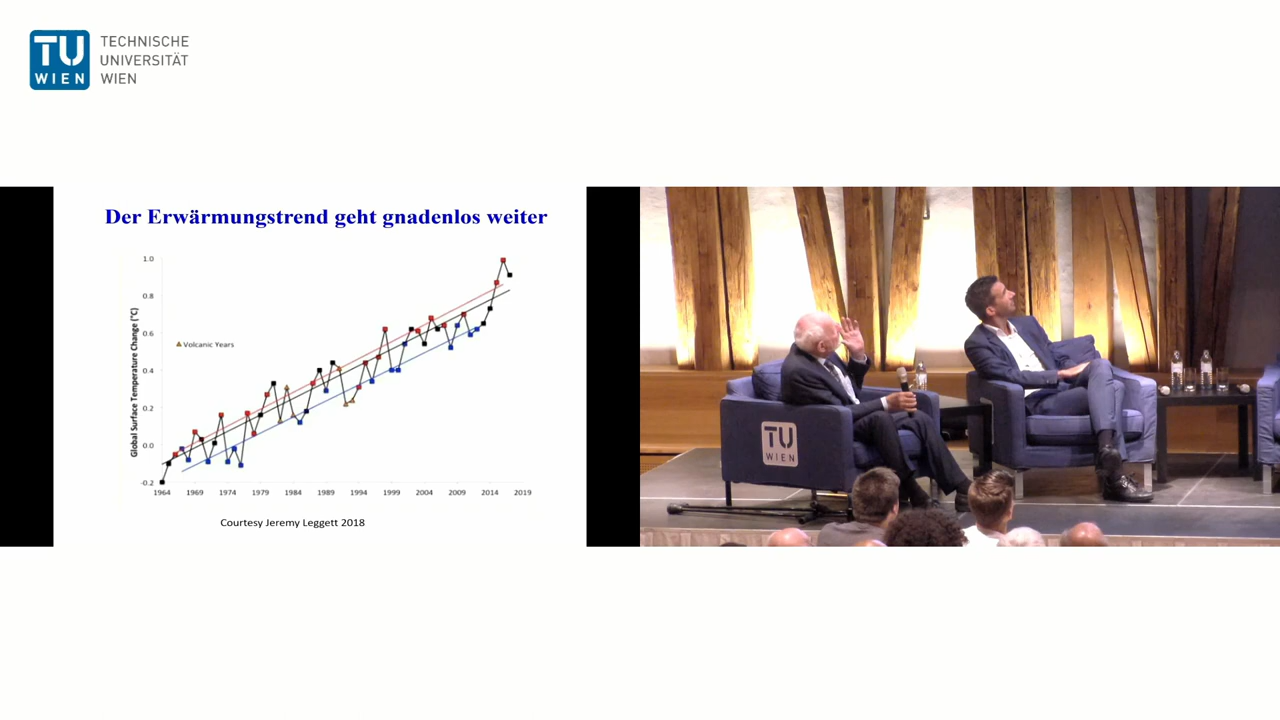 TU
WIEN
TECHNISCHE
UNIVERSITÄT
WIEN
Der Erwärmungstrend geht gnadenlos weiter
Global Surface Temperature Change (°C)
1.0
0.8
0.6
0.4
0.2
0.0
-0.2
Volcanic Years
1964 1969 1974 1979 1984 1989 1994 1999 2004 2009 2014 2019
Courtesy Jeremy Leggett 2018
TU
WIEN